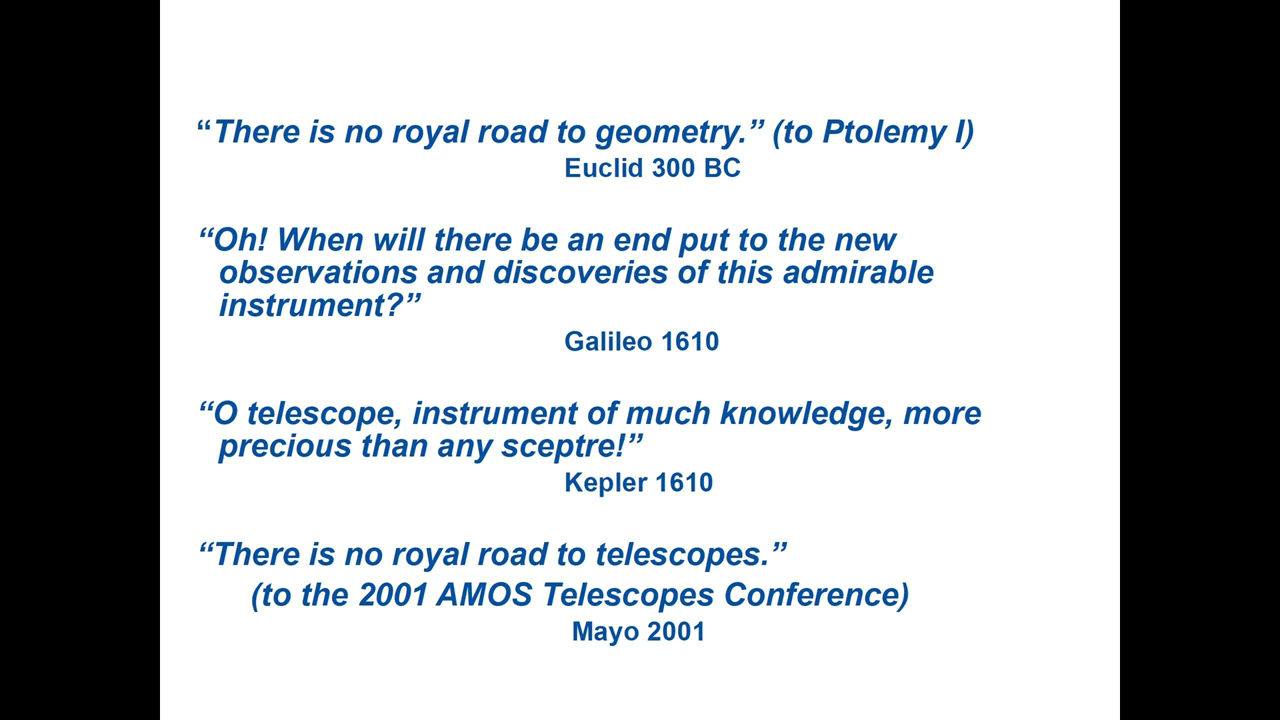 “There is no royal road to geometry.” (to Ptolemy I)
Euclid 300 BC
“Oh! When will there be an end put to the new
observations and discoveries of this admirable
instrument?”
Galileo 1610
“O telescope, instrument of much knowledge, more
precious than any sceptre!”
Kepler 1610
“There is no royal road to telescopes.”
(to the 2001 AMOS Telescopes Conference)
Mayo 2001